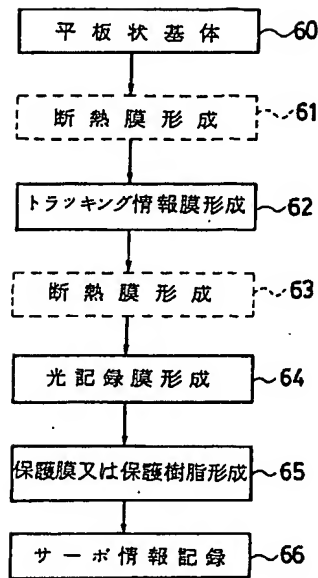 平板状基体 60
断熱膜形成 61
トラッキング情報膜形成 62
断熱膜形成 63
光記録膜形成 64
保護膜又は保護樹脂形成 65
サーボ情報記録 66